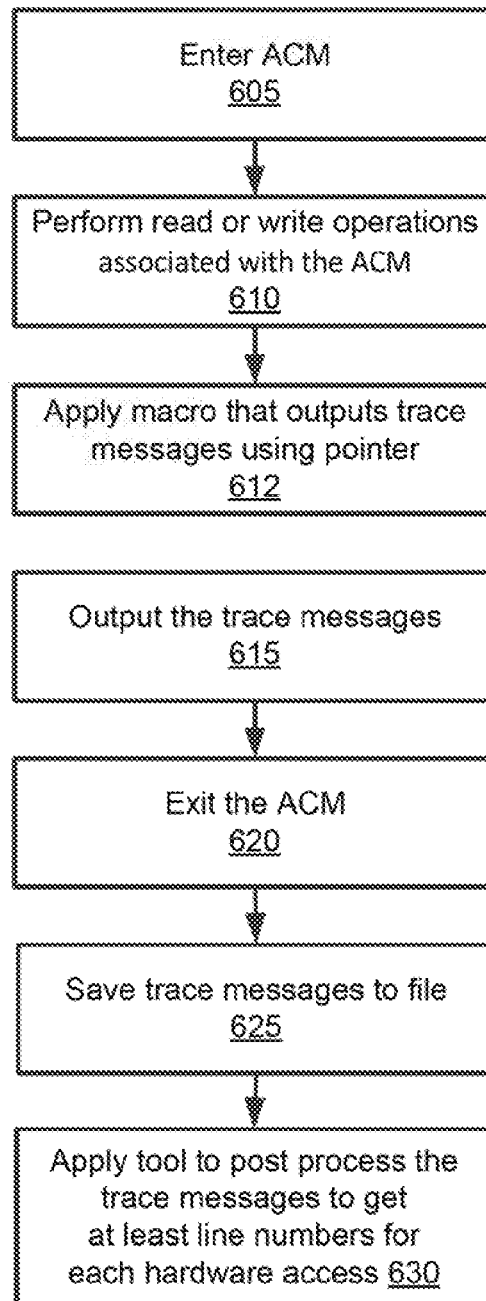 Enter ACM
605
Perform read or write operations
associated with the ACM
610
Apply macro that outputs trace
messages using pointer
612
Output the trace messages
615
Exit the ACM
620
Save trace messages to file
625
Apply tool to post process the
trace messages to get
at least line numbers for
each hardware access 630